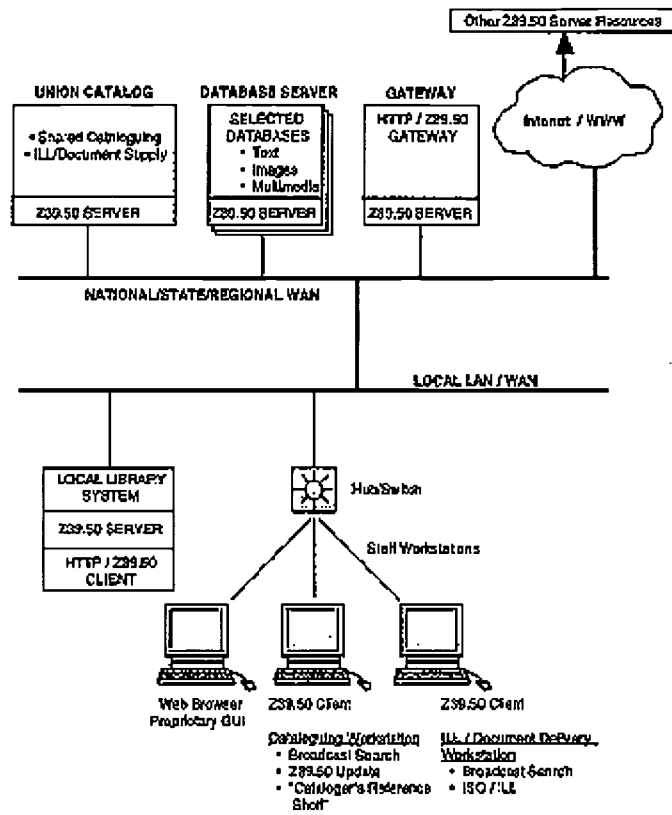 Other Z39.50 Server Resources
UNION CATALOG
• Shared Cataloguing
• ILL/Document Supply
Z39.50 SERVER
DATABASE SERVER
SELECTED
DATABASES
• Text
• Images
• Multimedia
Z39.50 SERVER
GATEWAY
HTTP / Z39.50
GATEWAY
Z39.50 SERVER
Internet / WWW
NATIONAL/STATE/REGIONAL WAN
LOCAL LAN / WAN
LOCAL LIBRARY
SYSTEM
Z39.50 SERVER
HTTP / Z39.50
CLIENT
Hub/Switch
Staff Workstations
Web Browser
Proprietary GUI
Z39.50 Client
Cataloguing Workstation
• Broadcast Search
• Z39.50 Update
• "Cataloger's Reference
Shelf"
Z39.50 Client
ILL / Document Delivery
Workstation
• Broadcast Search
• ISO / ILL